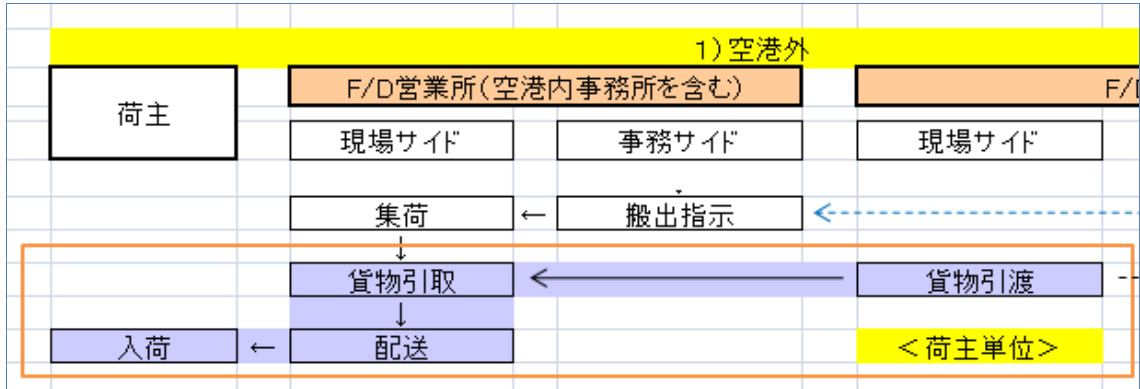 1)空港外
荷主
F/D営業所(空港内事務所を含む)
F/D
現場サイド
事務サイド
現場サイド
集荷
←
搬出指示
↓
貨物引取
貨物引渡
↓
入荷
←
配送
＜荷主単位＞